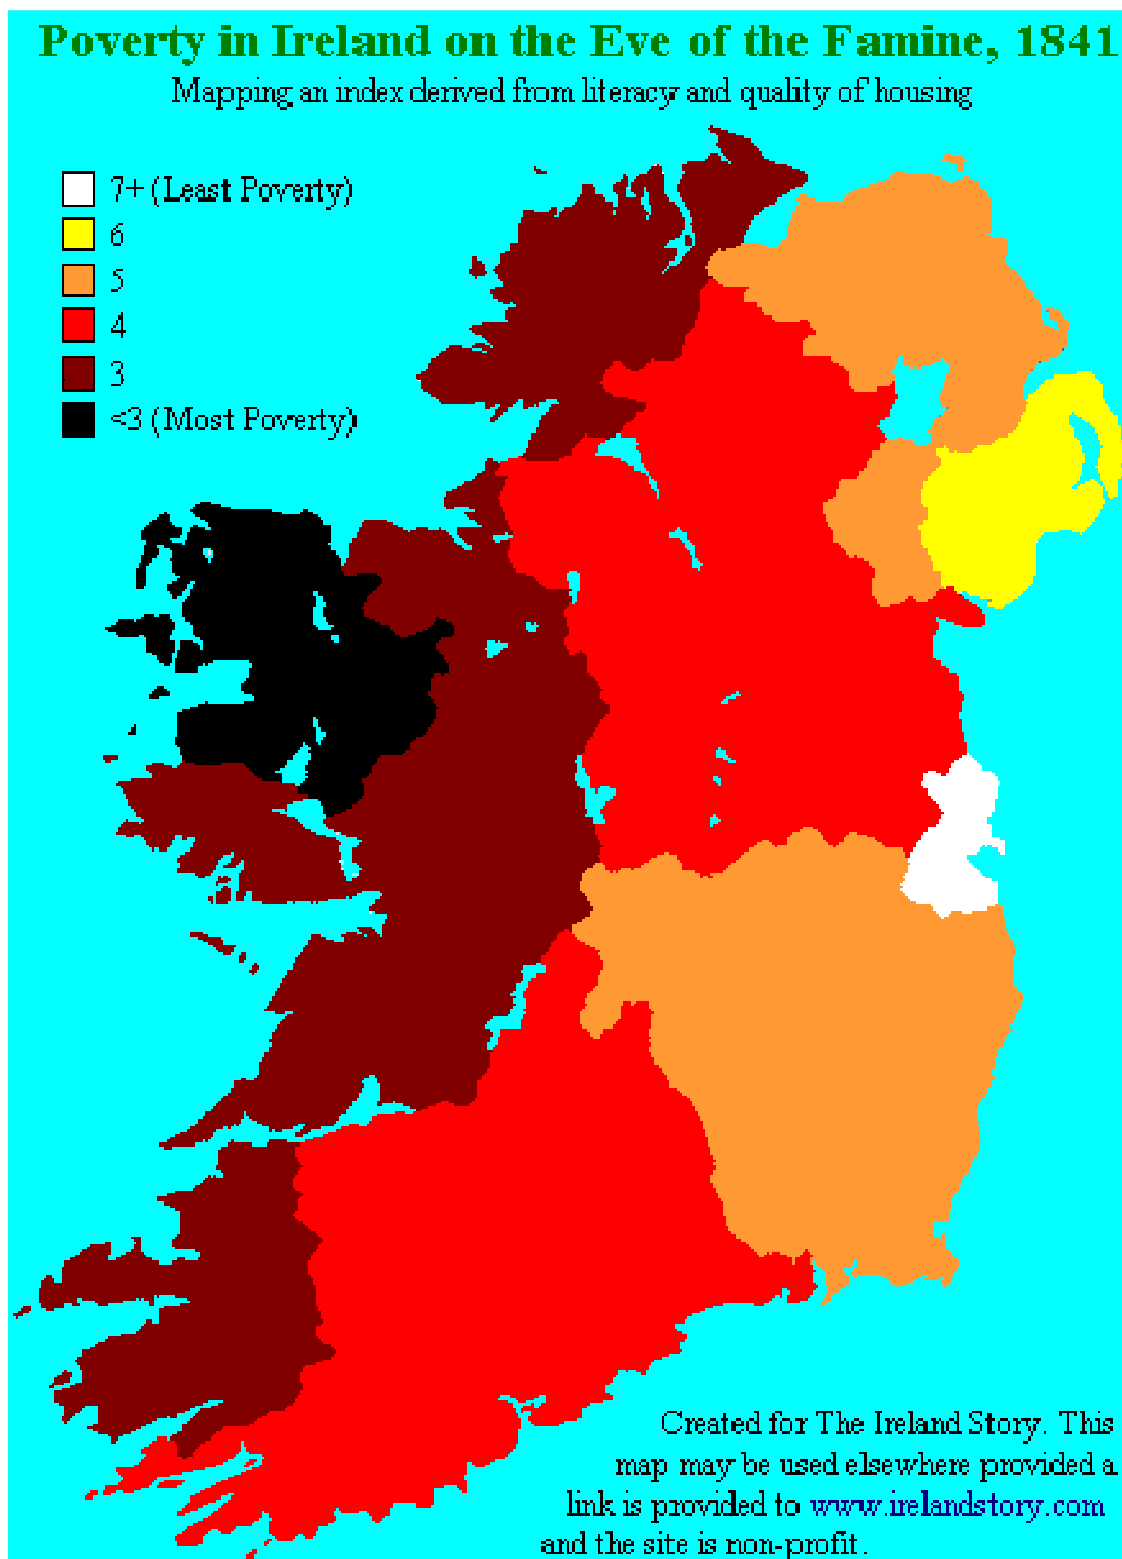 Poverty in Ireland on the Eve of the Famine, 1841
Mapping an index derived from literacy and quality of housing
7+ (Least Poverty)
6
5
4
3
<3 (Most Poverty)
Created for The Ireland Story. This
map may be used elsewhere provided a
link is provided to www.irelandstory.com
and the site is non-profit.